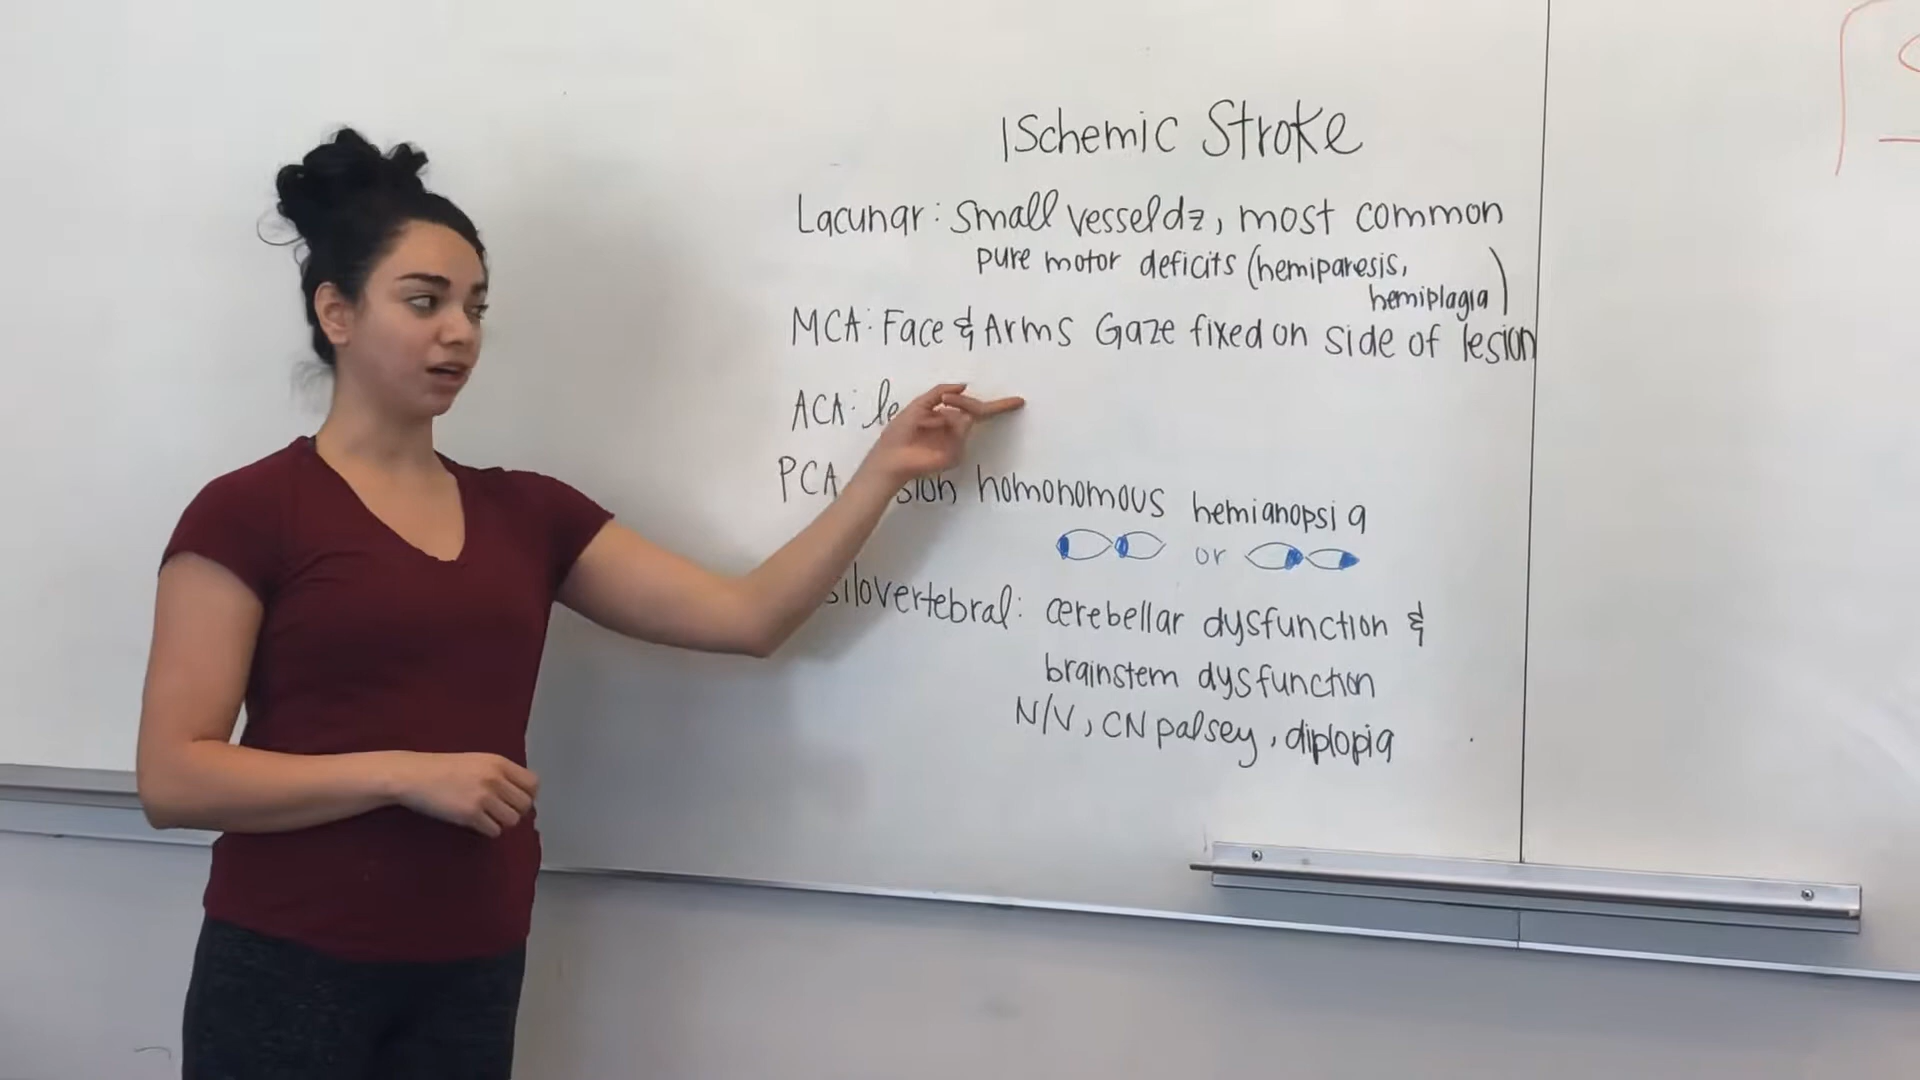 Ischemic Stroke
Lacunar: small vessel dz, most common
pure motor deficits (hemiparesis,
hemiplagia)
MCA: Face & Arms Gaze fixed on side of lesion
ACA:
PCA homonomous hemianopsia
or
cerebellar dysfunction &
brainstem dysfunction
N/V, CN palsey, diplopia